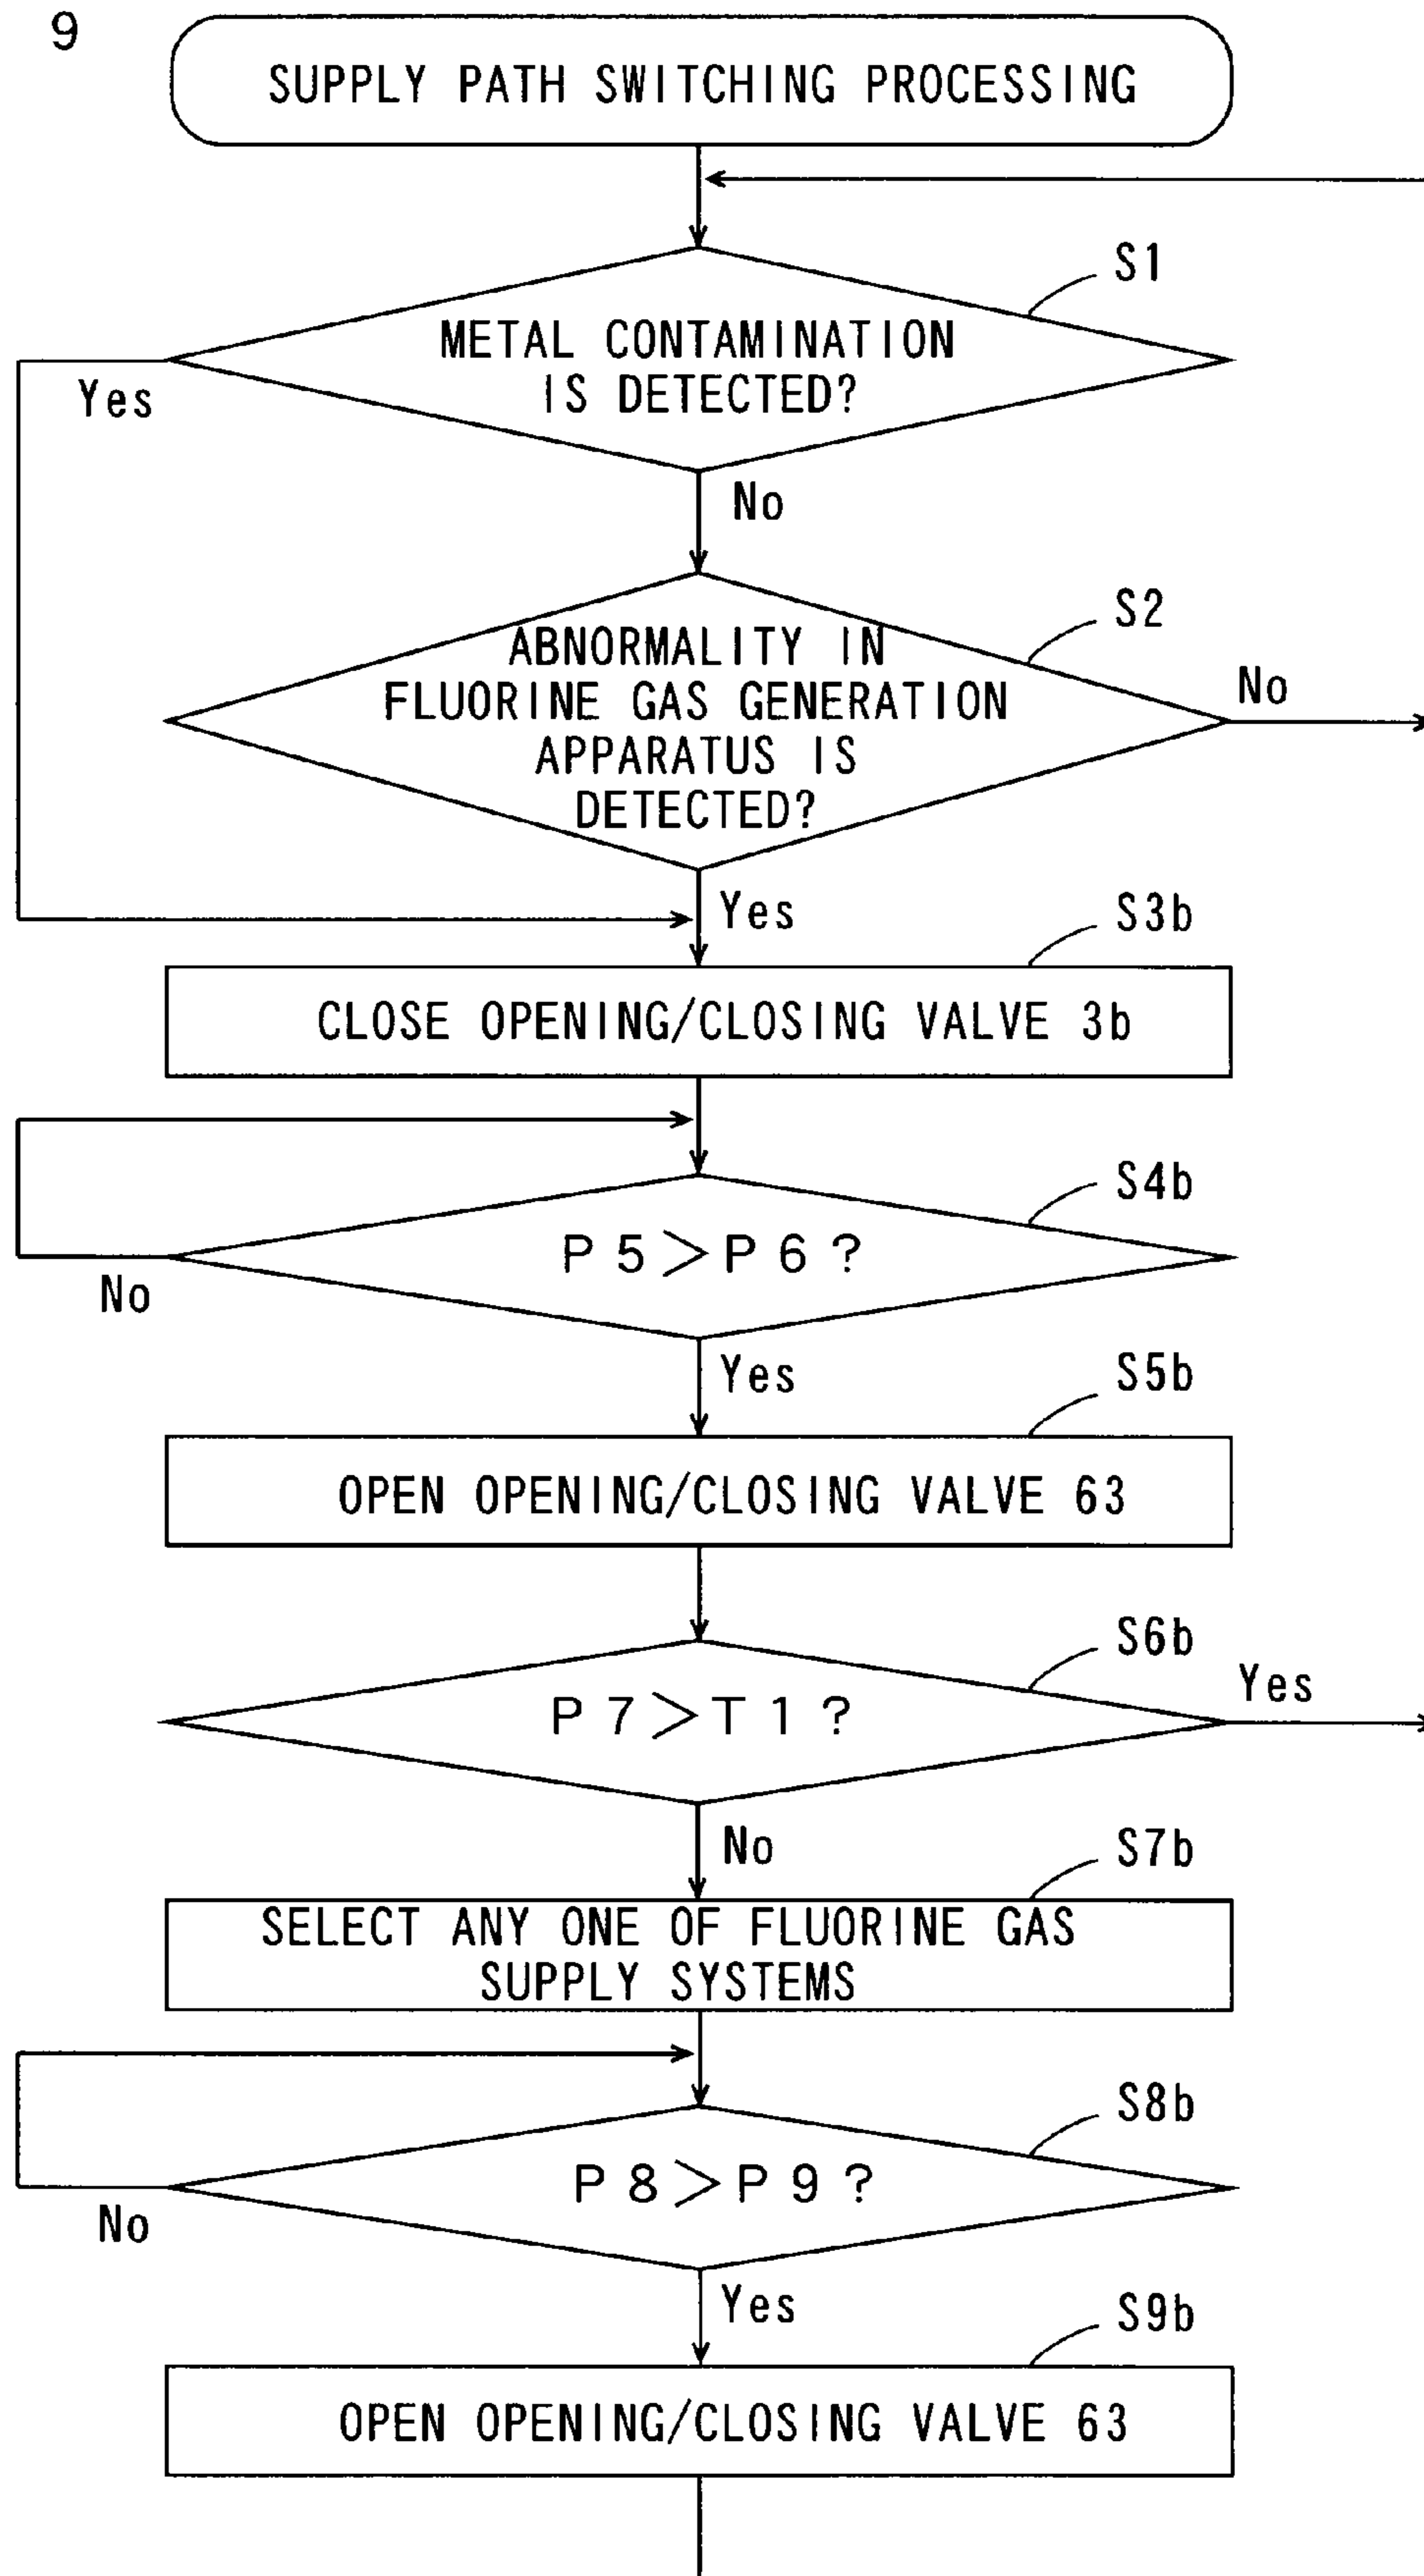 9
SUPPLY PATH SWITCHING PROCESSING
S1
METAL CONTAMINATION
IS DETECTED?
Yes
No
S2
ABNORMALITY IN
FLUORINE GAS GENERATION
APPARATUS IS
DETECTED?
No
Yes
S3b
CLOSE OPENING/CLOSING VALVE 3b
S4b
P5>P6?
No
Yes
S5b
OPEN OPENING/CLOSING VALVE 63
S6b
P7>T1?
Yes
No
S7b
SELECT ANY ONE OF FLUORINE GAS
SUPPLY SYSTEMS
S8b
P8>P9?
No
Yes
S9b
OPEN OPENING/CLOSING VALVE 63